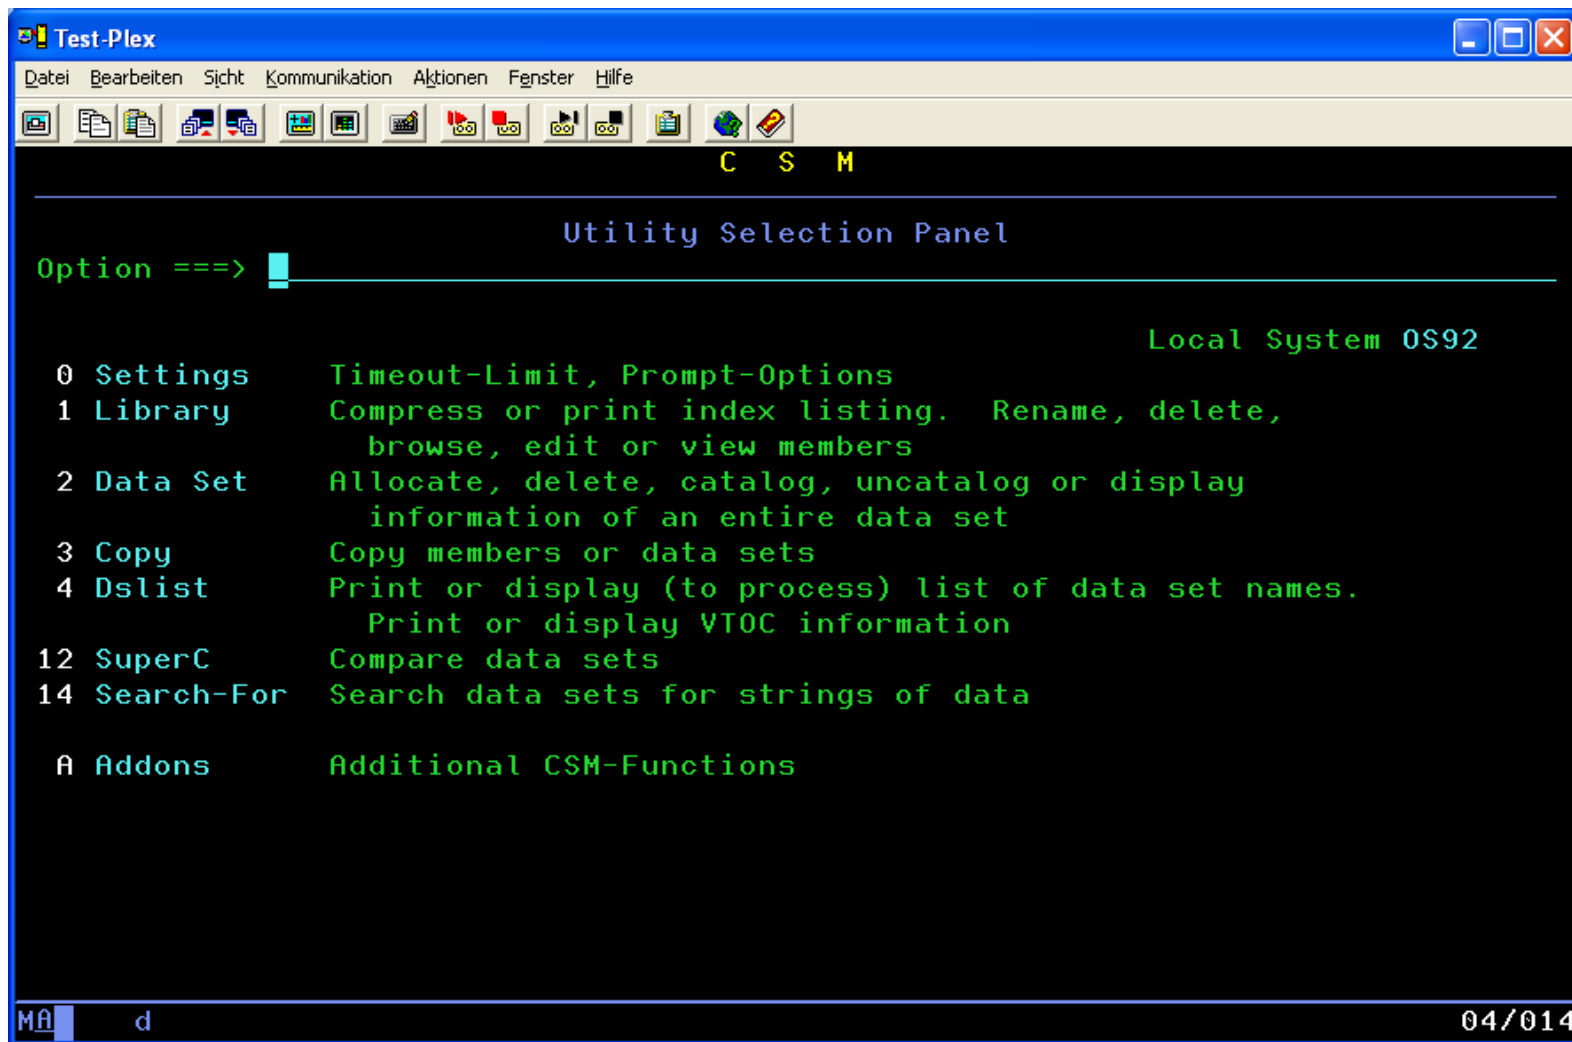 Test-Plex
Datei Bearbeiten Sicht Kommunikation Aktionen Fenster Hilfe
C S M
Utility Selection Panel
Option ===>
Local System OS92
0 Settings Timeout-Limit, Prompt-Options
1 Library Compress or print index listing. Rename, delete,
browse, edit or view members
2 Data Set Allocate, delete, catalog, uncatalog or display
information of an entire data set
3 Copy Copy members or data sets
4 Dslist Print or display (to process) list of data set names.
Print or display VTOC information
12 SuperC Compare data sets
14 Search-For Search data sets for strings of data
A Addons Additional CSM-Functions
MA d 04/014